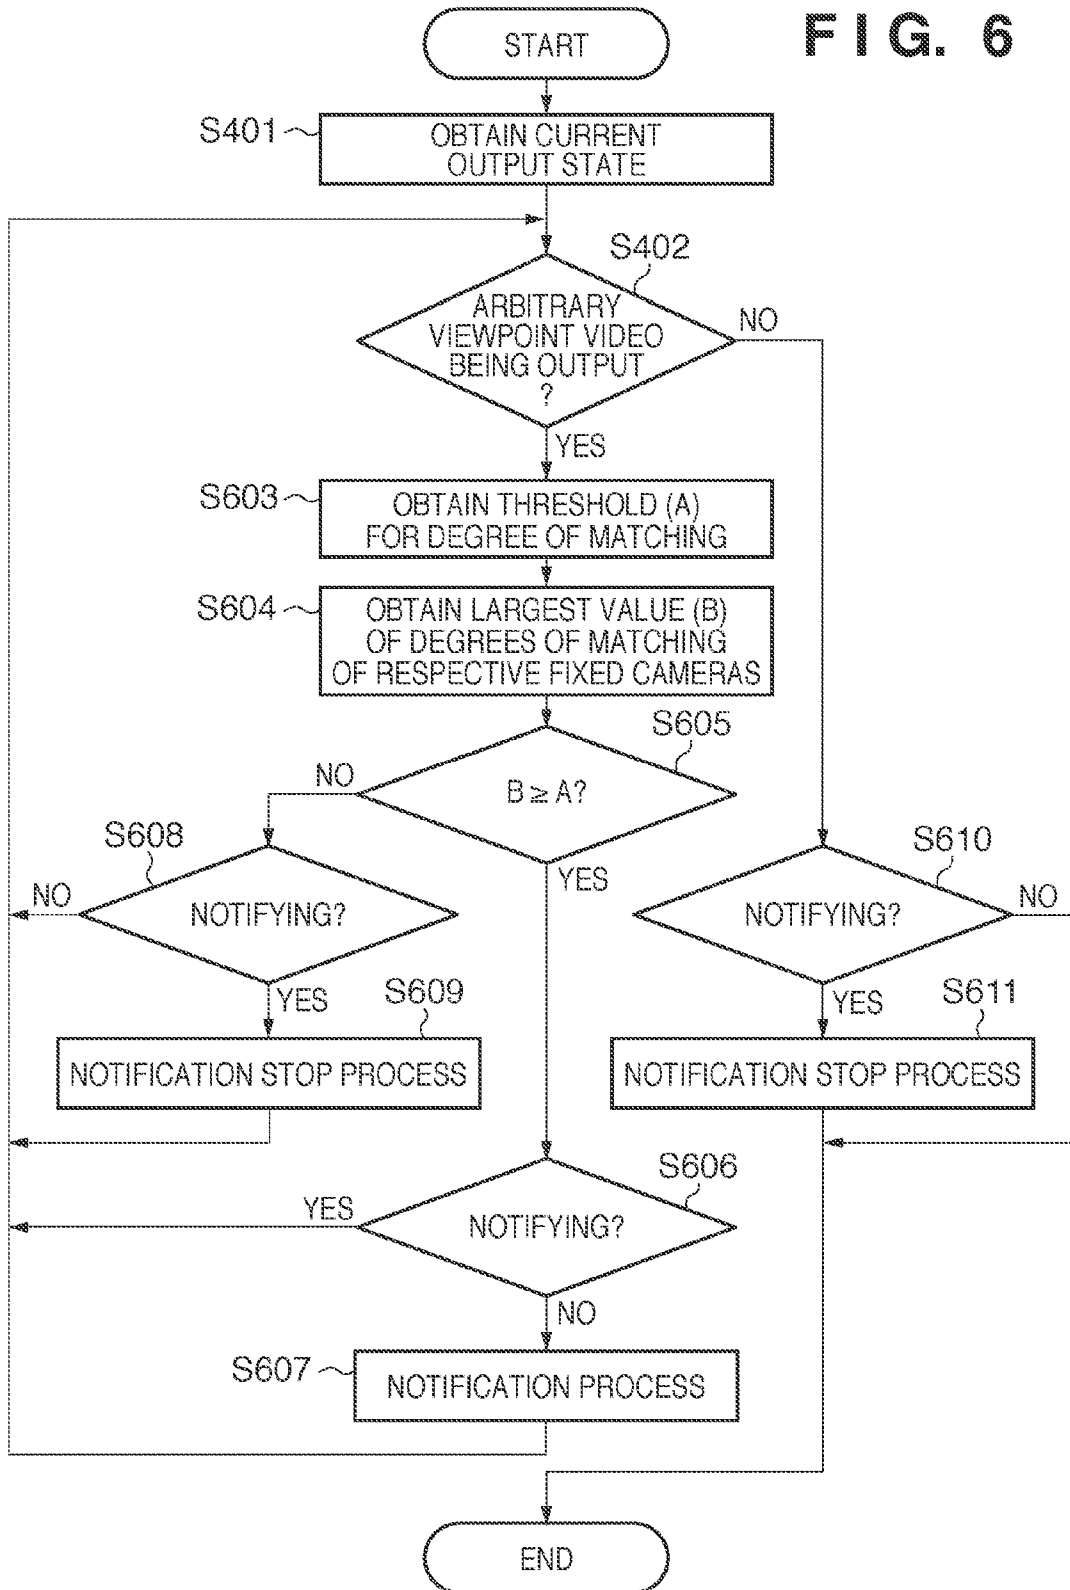 FIG. 6
START
S401
OBTAIN CURRENT
OUTPUT STATE
S402
ARBITRARY
VIEWPOINT VIDEO
BEING OUTPUT
?
NO
YES
S603
OBTAIN THRESHOLD (A)
FOR DEGREE OF MATCHING
S604
OBTAIN LARGEST VALUE (B)
OF DEGREES OF MATCHING
OF RESPECTIVE FIXED CAMERAS
S605
NO
B ≥ A?
YES
S608
NO
NOTIFYING?
YES
S610
NOTIFYING?
NO
YES
S609
NOTIFICATION STOP PROCESS
S611
NOTIFICATION STOP PROCESS
S606
YES
NOTIFYING?
NO
S607
NOTIFICATION PROCESS
END